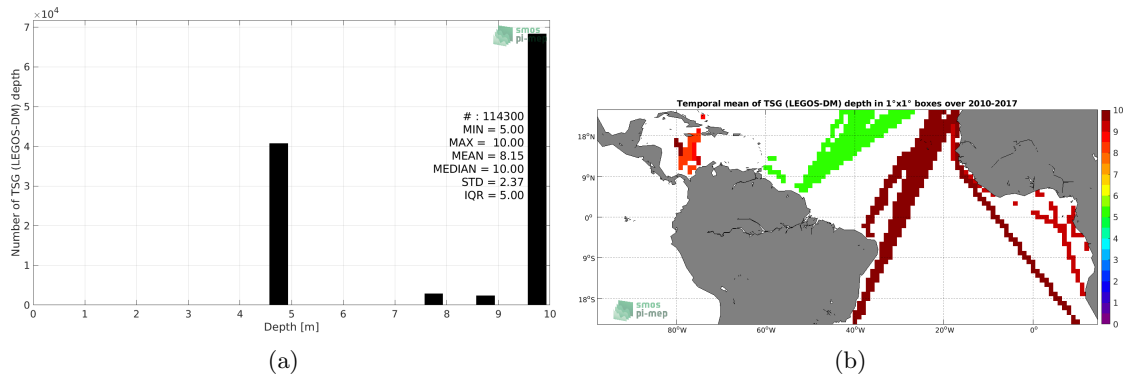 ×10⁴
7
6
5
4
3
2
1
0
Number of TSG (LEGOS-DM) depth
smos
pi-mep
# : 114300
MIN = 5.00
MAX = 10.00
MEAN = 8.15
MEDIAN = 10.00
STD = 2.37
IQR = 5.00
0 1 2 3 4 5 6 7 8 9 10
Depth [m]
(a)
Temporal mean of TSG (LEGOS-DM) depth in 1°x1° boxes over 2010-2017
18°N
9°N
0°
9°S
18°S
80°W 60°W 40°W 20°W 0°
smos
pi-mep
10
9
8
7
6
5
4
3
2
1
0
(b)